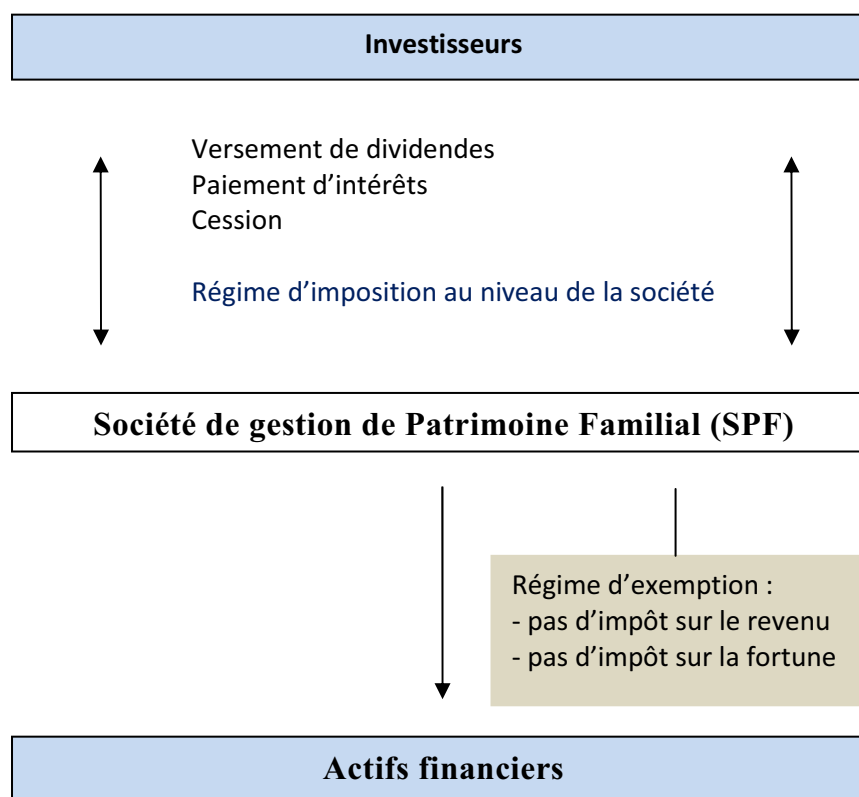 Investisseurs
Versement de dividendes
Paiement d’intérêts
Cession
Régime d’imposition au niveau de la société
Société de gestion de Patrimoine Familial (SPF)
Régime d’exemption :
- pas d’impôt sur le revenu
- pas d’impôt sur la fortune
Actifs financiers